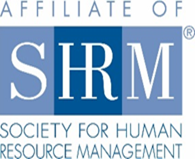 AFFILIATE OF
SHRM®
SOCIETY FOR HUMAN
RESOURCE MANAGEMENT